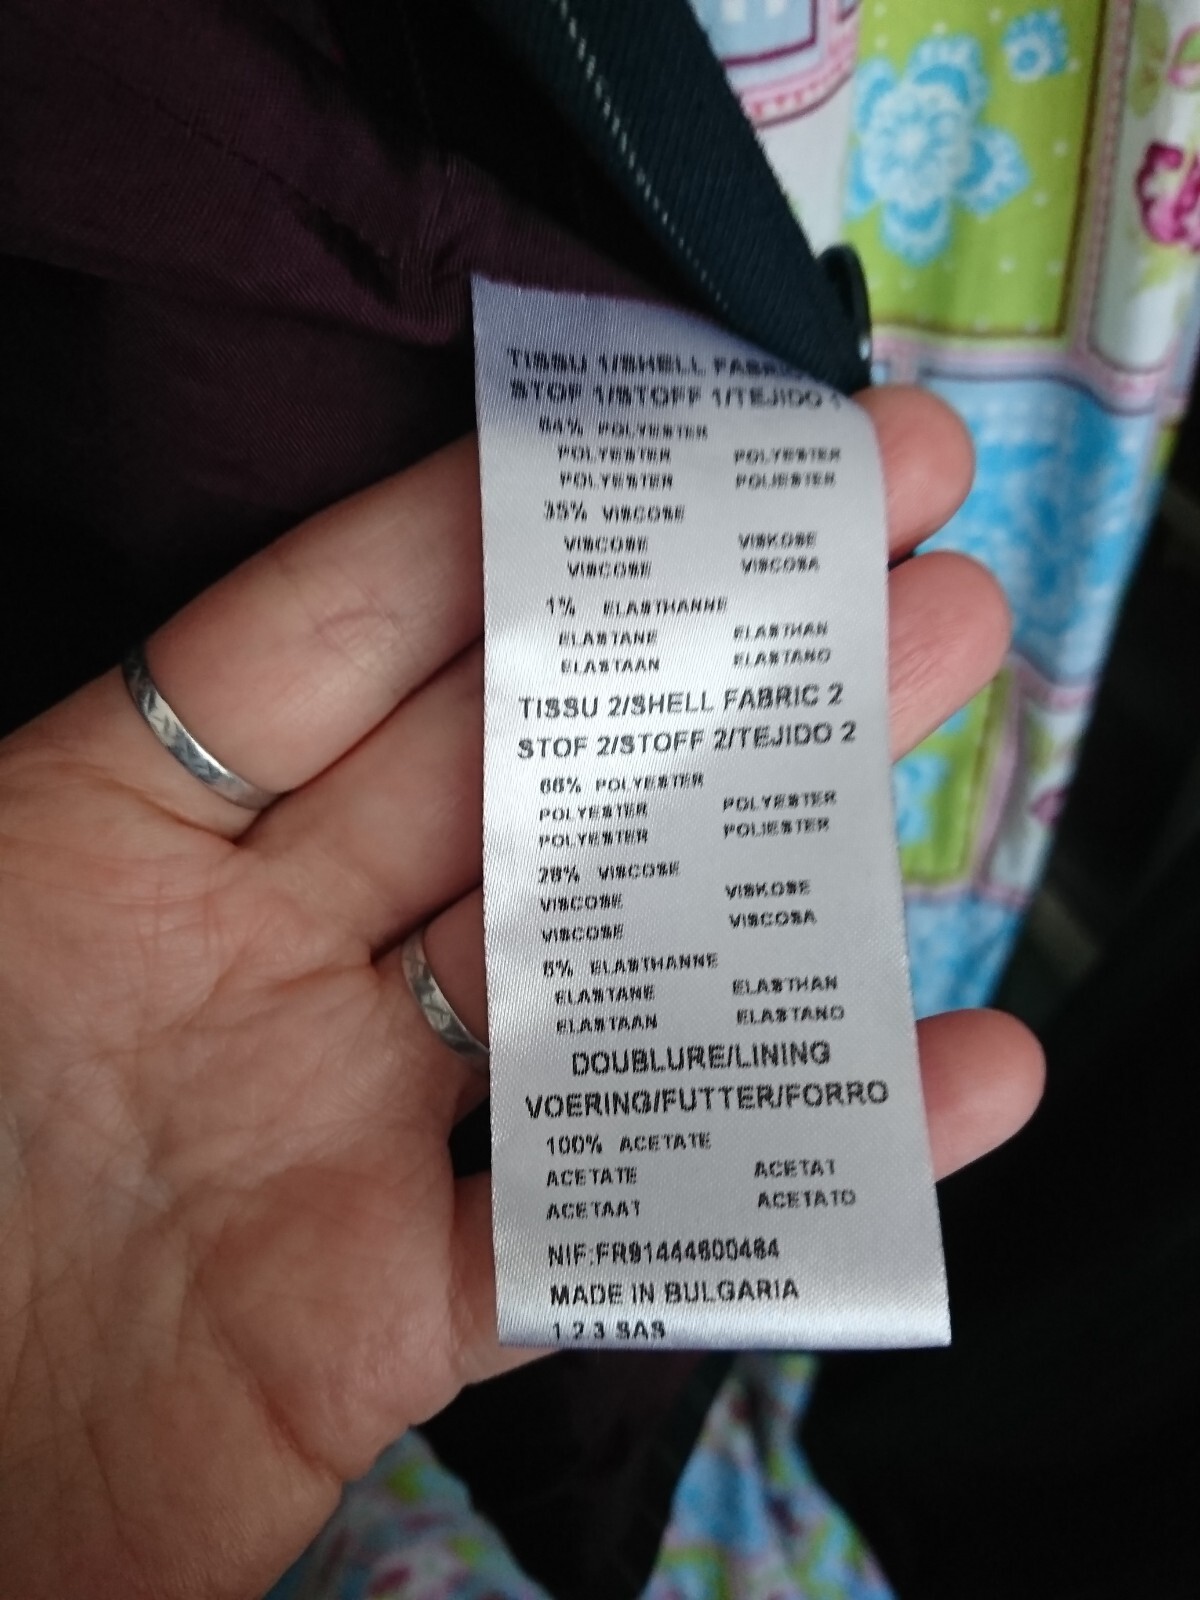 TISSU 1/SHELL FABRIC
STOF 1/STOFF 1/TEJIDO 1
64% POLYESTER
POLYESTER POLYESTER
POLYESTER POLIESTER
35% VISCOSE
VISCOSE VISKOSE
VISCOSE VISCOSA
1% ELASTHANNE
ELASTANE ELASTHAN
ELASTAAN ELASTANO
TISSU 2/SHELL FABRIC 2
STOF 2/STOFF 2/TEJIDO 2
66% POLYESTER
POLYESTER POLYESTER
POLYESTER POLIESTER
28% VISCOSE
VISCOSE VISKOSE
VISCOSE VISCOSA
6% ELASTHANNE
ELASTANE ELASTHAN
ELASTAAN ELASTANO
DOUBLURE/LINING
VOERING/FUTTER/FORRO
100% ACETATE
ACETATE ACETAT
ACETAAT ACETATO
NIF:FR91444600464
MADE IN BULGARIA
1 2 3 SAS